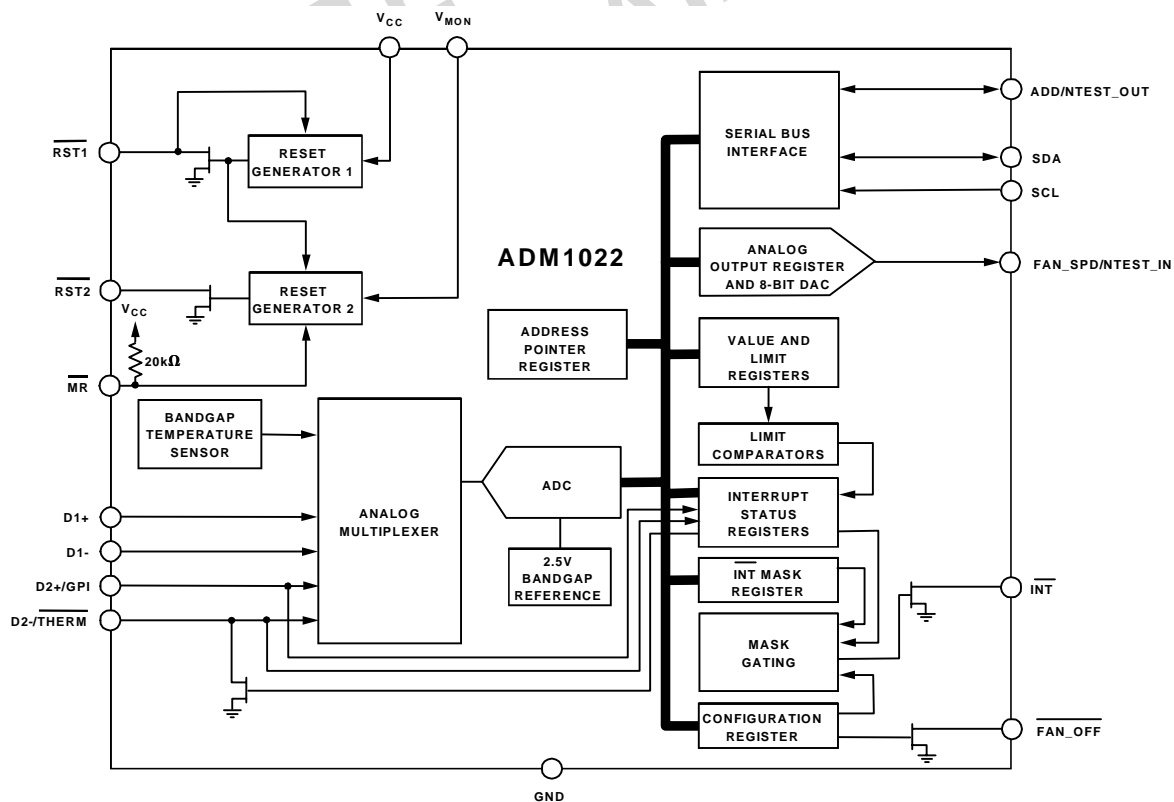 VCC
VMON
RST1
RESET
GENERATOR 1
RST2
RESET
GENERATOR 2
VCC
20kΩ
MR
BANDGAP
TEMPERATURE
SENSOR
D1+
D1-
D2+/GPI
D2-/THERM
ANALOG
MULTIPLEXER
ADC
2.5V
BANDGAP
REFERENCE
ADM1022
ADDRESS
POINTER
REGISTER
SERIAL BUS
INTERFACE
ADD/NTEST_OUT
SDA
SCL
ANALOG
OUTPUT REGISTER
AND 8-BIT DAC
FAN_SPD/NTEST_IN
VALUE AND
LIMIT
REGISTERS
LIMIT
COMPARATORS
INTERRUPT
STATUS
REGISTERS
INT MASK
REGISTER
MASK
GATING
INT
CONFIGURATION
REGISTER
FAN_OFF
GND